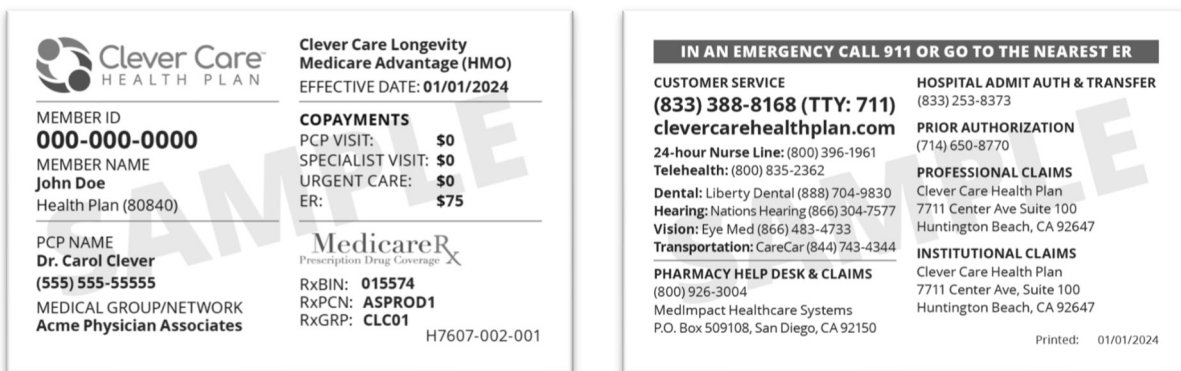 Clever Care™
HEALTH PLAN
MEMBER ID
000-000-0000
MEMBER NAME
John Doe
Health Plan (80840)
PCP NAME
Dr. Carol Clever
(555) 555-55555
MEDICAL GROUP/NETWORK
Acme Physician Associates
Clever Care Longevity
Medicare Advantage (HMO)
EFFECTIVE DATE: 01/01/2024
COPAYMENTS
PCP VISIT: $0
SPECIALIST VISIT: $0
URGENT CARE: $0
ER: $75
MedicareRx
Prescription Drug Coverage
RxBIN: 015574
RxPCN: ASPROD1
RxGRP: CLC01
H7607-002-001
SAMPLE
IN AN EMERGENCY CALL 911 OR GO TO THE NEAREST ER
CUSTOMER SERVICE
(833) 388-8168 (TTY: 711)
clevercarehealthplan.com
24-hour Nurse Line: (800) 396-1961
Telehealth: (800) 835-2362
Dental: Liberty Dental (888) 704-9830
Hearing: Nations Hearing (866) 304-7577
Vision: Eye Med (866) 483-4733
Transportation: CareCar (844) 743-4344
PHARMACY HELP DESK & CLAIMS
(800) 926-3004
MedImpact Healthcare Systems
P.O. Box 509108, San Diego, CA 92150
HOSPITAL ADMIT AUTH & TRANSFER
(833) 253-8373
PRIOR AUTHORIZATION
(714) 650-8770
PROFESSIONAL CLAIMS
Clever Care Health Plan
7711 Center Ave Suite 100
Huntington Beach, CA 92647
INSTITUTIONAL CLAIMS
Clever Care Health Plan
7711 Center Ave, Suite 100
Huntington Beach, CA 92647
Printed: 01/01/2024
SAMPLE